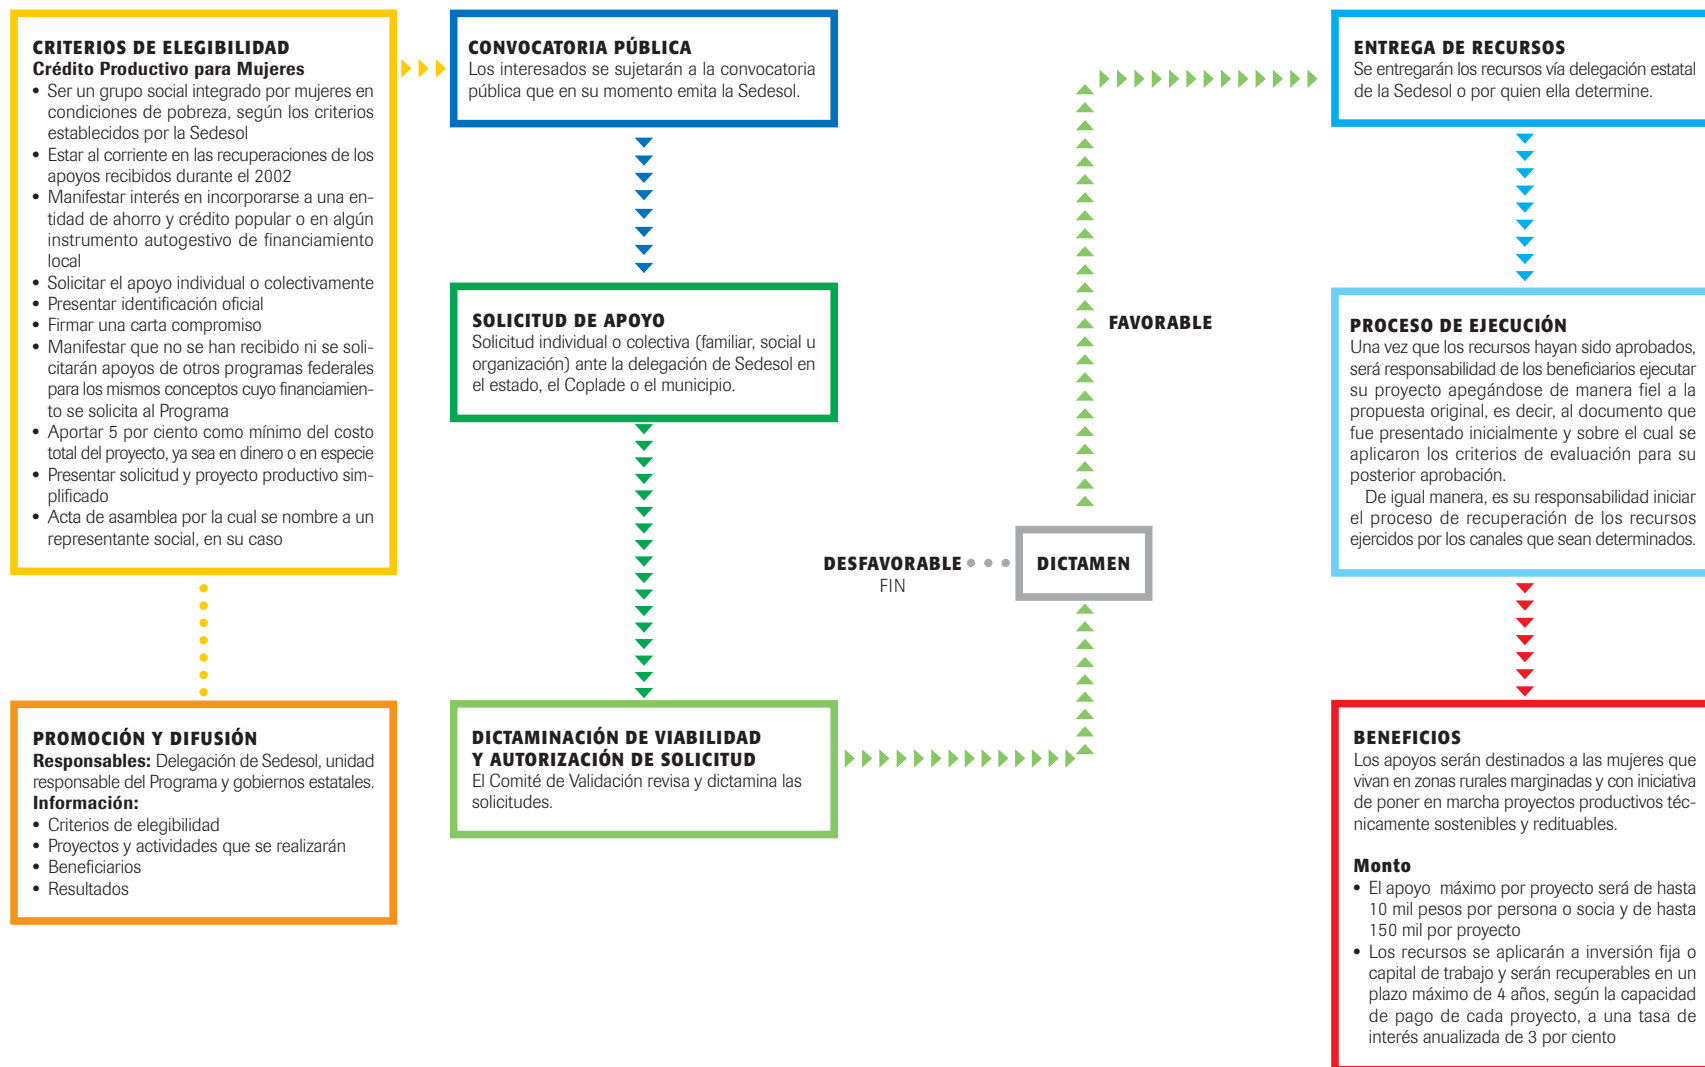 CRITERIOS DE ELEGIBILIDAD
Crédito Productivo para Mujeres
• Ser un grupo social integrado por mujeres en
condiciones de pobreza, según los criterios
establecidos por la Sedesol
• Estar al corriente en las recuperaciones de los
apoyos recibidos durante el 2002
• Manifestar interés en incorporarse a una en-
tidad de ahorro y crédito popular o en algún
instrumento autogestivo de financiamiento
local
• Solicitar el apoyo individual o colectivamente
• Presentar identificación oficial
• Firmar una carta compromiso
• Manifestar que no se han recibido ni se soli-
citarán apoyos de otros programas federales
para los mismos conceptos cuyo financiamien-
to se solicita al Programa
• Aportar 5 por ciento como mínimo del costo
total del proyecto, ya sea en dinero o en especie
• Presentar solicitud y proyecto productivo sim-
plificado
• Acta de asamblea por la cual se nombre a un
representante social, en su caso
PROMOCIÓN Y DIFUSIÓN
Responsables: Delegación de Sedesol, unidad
responsable del Programa y gobiernos estatales.
Información:
• Criterios de elegibilidad
• Proyectos y actividades que se realizarán
• Beneficiarios
• Resultados
CONVOCATORIA PÚBLICA
Los interesados se sujetarán a la convocatoria
pública que en su momento emita la Sedesol.
SOLICITUD DE APOYO
Solicitud individual o colectiva (familiar, social u
organización) ante la delegación de Sedesol en
el estado, el Coplade o el municipio.
DICTAMINACIÓN DE VIABILIDAD
Y AUTORIZACIÓN DE SOLICITUD
El Comité de Validación revisa y dictamina las
solicitudes.
DESFAVORABLE
FIN
DICTAMEN
FAVORABLE
ENTREGA DE RECURSOS
Se entregarán los recursos vía delegación estatal
de la Sedesol o por quien ella determine.
PROCESO DE EJECUCIÓN
Una vez que los recursos hayan sido aprobados,
será responsabilidad de los beneficiarios ejecutar
su proyecto apegándose de manera fiel a la
propuesta original, es decir, al documento que
fue presentado inicialmente y sobre el cual se
aplicaron los criterios de evaluación para su
posterior aprobación.
De igual manera, es su responsabilidad iniciar
el proceso de recuperación de los recursos
ejercidos por los canales que sean determinados.
BENEFICIOS
Los apoyos serán destinados a las mujeres que
vivan en zonas rurales marginadas y con iniciativa
de poner en marcha proyectos productivos téc-
nicamente sostenibles y redituables.
Monto
• El apoyo máximo por proyecto será de hasta
10 mil pesos por persona o socia y de hasta
150 mil por proyecto
• Los recursos se aplicarán a inversión fija o
capital de trabajo y serán recuperables en un
plazo máximo de 4 años, según la capacidad
de pago de cada proyecto, a una tasa de
interés anualizada de 3 por ciento